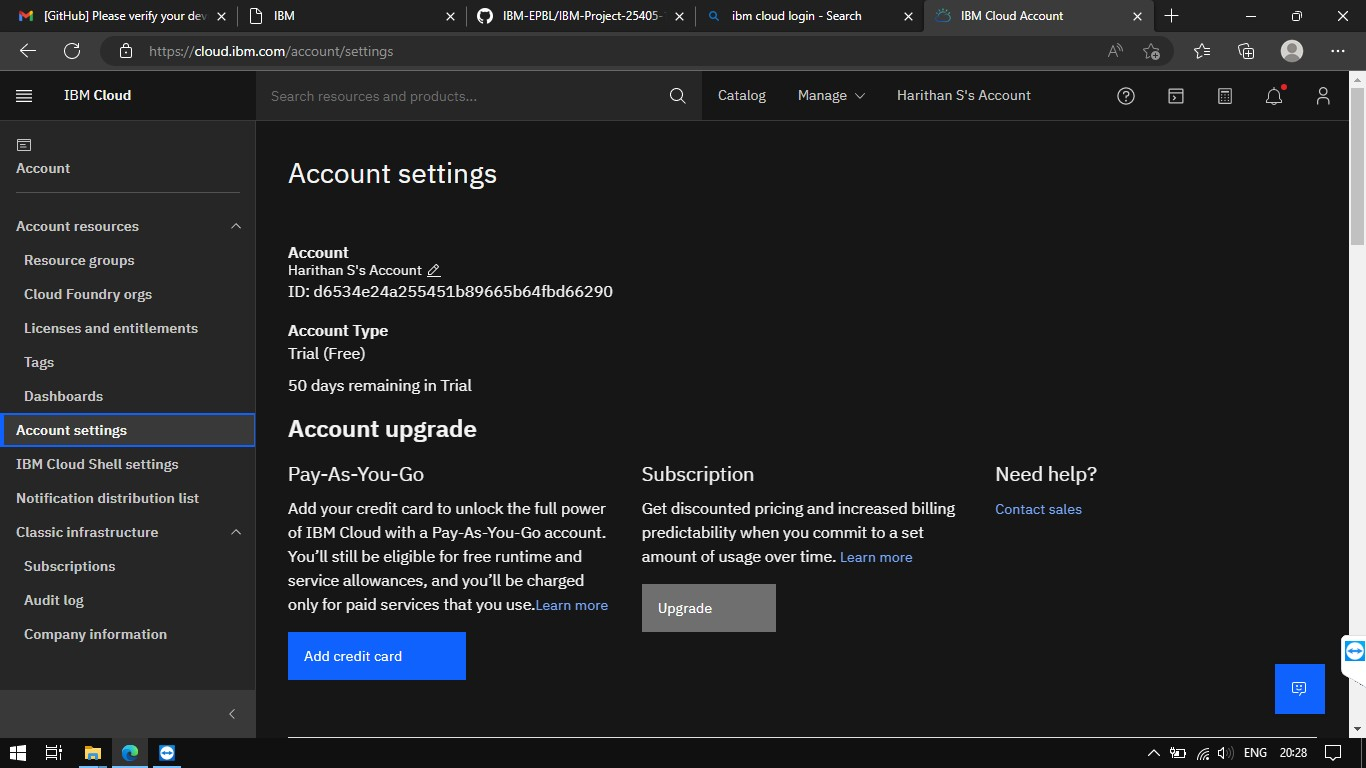 [GitHub] Please verify your dev
IBM
IBM-EPBL/IBM-Project-25405-
ibm cloud login - Search
IBM Cloud Account
https://cloud.ibm.com/account/settings
IBM Cloud
Search resources and products...
Catalog
Manage
Harithan S's Account
Account
Account resources
Resource groups
Cloud Foundry orgs
Licenses and entitlements
Tags
Dashboards
Account settings
IBM Cloud Shell settings
Notification distribution list
Classic infrastructure
Subscriptions
Audit log
Company information
Account settings
Account
Harithan S's Account
ID: d6534e24a255451b89665b64fbd66290
Account Type
Trial (Free)
50 days remaining in Trial
Account upgrade
Pay-As-You-Go
Add your credit card to unlock the full power
of IBM Cloud with a Pay-As-You-Go account.
You’ll still be eligible for free runtime and
service allowances, and you’ll be charged
only for paid services that you use.Learn more
Add credit card
Subscription
Get discounted pricing and increased billing
predictability when you commit to a set
amount of usage over time. Learn more
Upgrade
Need help?
Contact sales
ENG
20:28